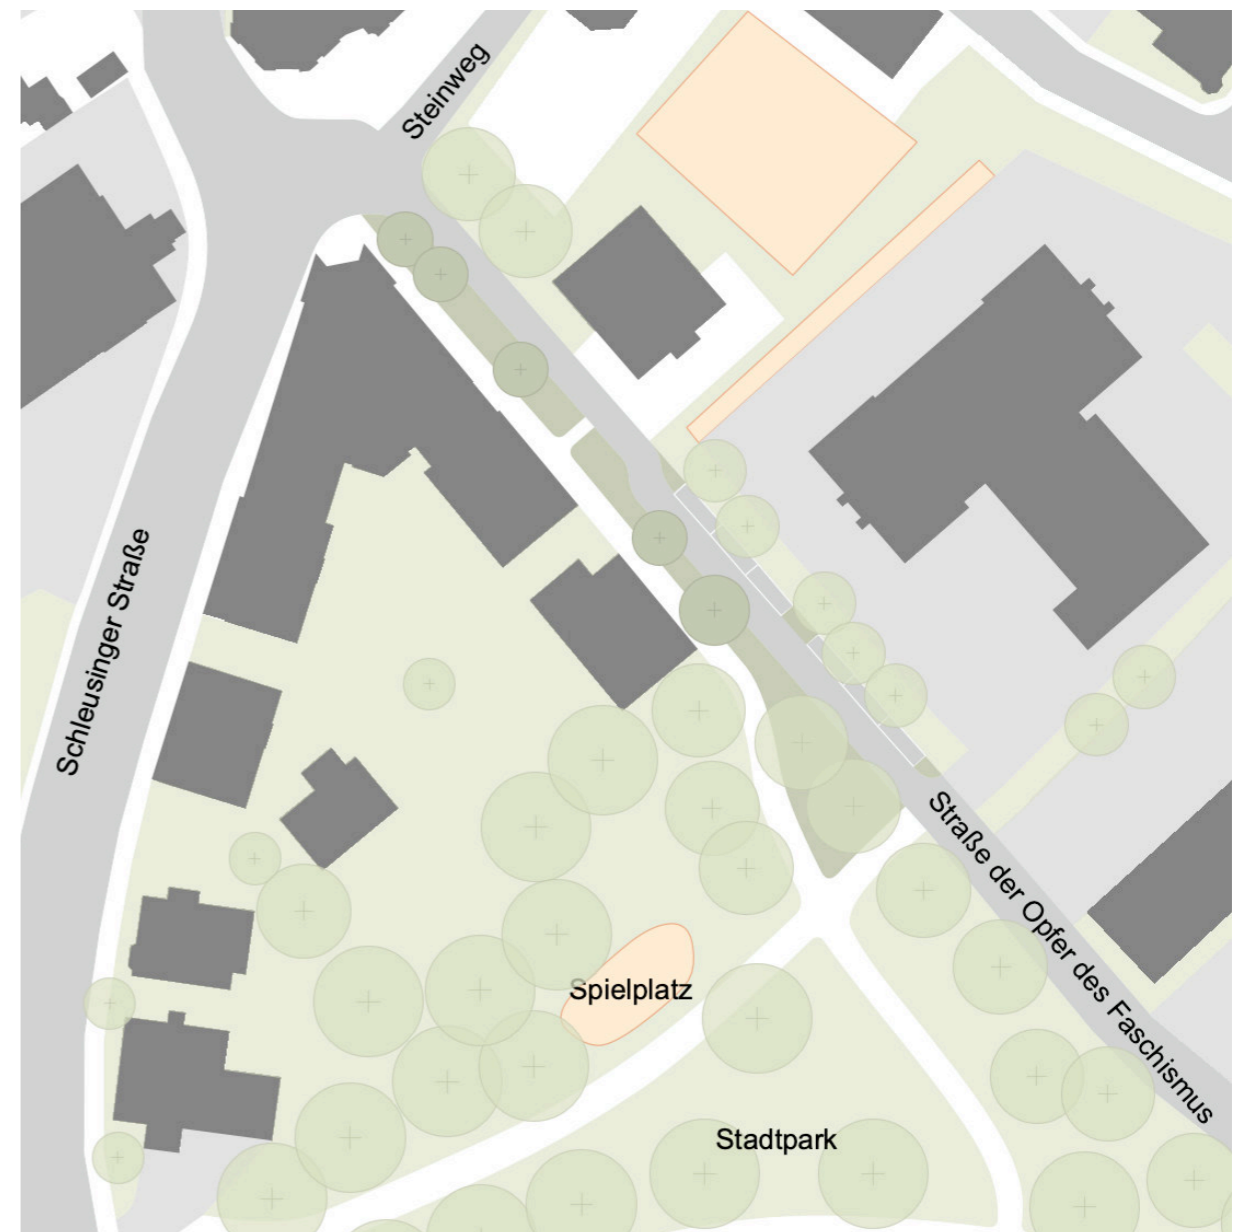 Steinweg
Schleusinger Straße
Straße der Opfer des Faschismus
Spielplatz
Stadtpark